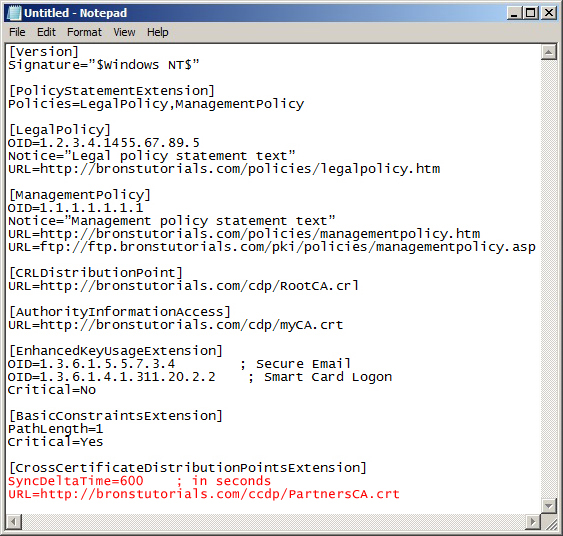 Untitled - Notepad
File Edit Format View Help
[Version]
Signature="$Windows NT$"
[PolicyStatementExtension]
Policies=LegalPolicy,ManagementPolicy
[LegalPolicy]
OID=1.2.3.4.1455.67.89.5
Notice="Legal policy statement text"
URL=http://bronstutorials.com/policies/legalpolicy.htm
[ManagementPolicy]
OID=1.1.1.1.1.1.1
Notice="Management policy statement text"
URL=http://bronstutorials.com/policies/managementpolicy.htm
URL=ftp://ftp.bronstutorials.com/pki/policies/managementpolicy.asp
[CRLDistributionPoint]
URL=http://bronstutorials.com/cdp/RootCA.crl
[AuthorityInformationAccess]
URL=http://bronstutorials.com/cdp/myCA.crt
[EnhancedKeyUsageExtension]
OID=1.3.6.1.5.5.7.3.4 ; Secure Email
OID=1.3.6.1.4.1.311.20.2.2 ; Smart Card Logon
Critical=No
[BasicConstraintsExtension]
PathLength=1
Critical=Yes
[CrossCertificateDistributionPointsExtension]
SyncDeltaTime=600 ; in seconds
URL=http://bronstutorials.com/ccdp/PartnersCA.crt